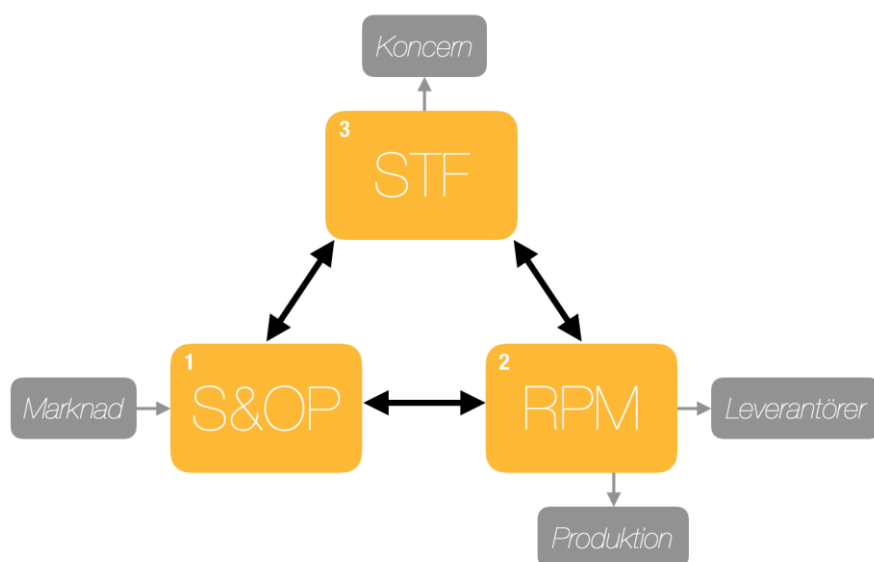 Koncern
3
STF
1
S&OP
2
RPM
Marknad
Leverantörer
Produktion